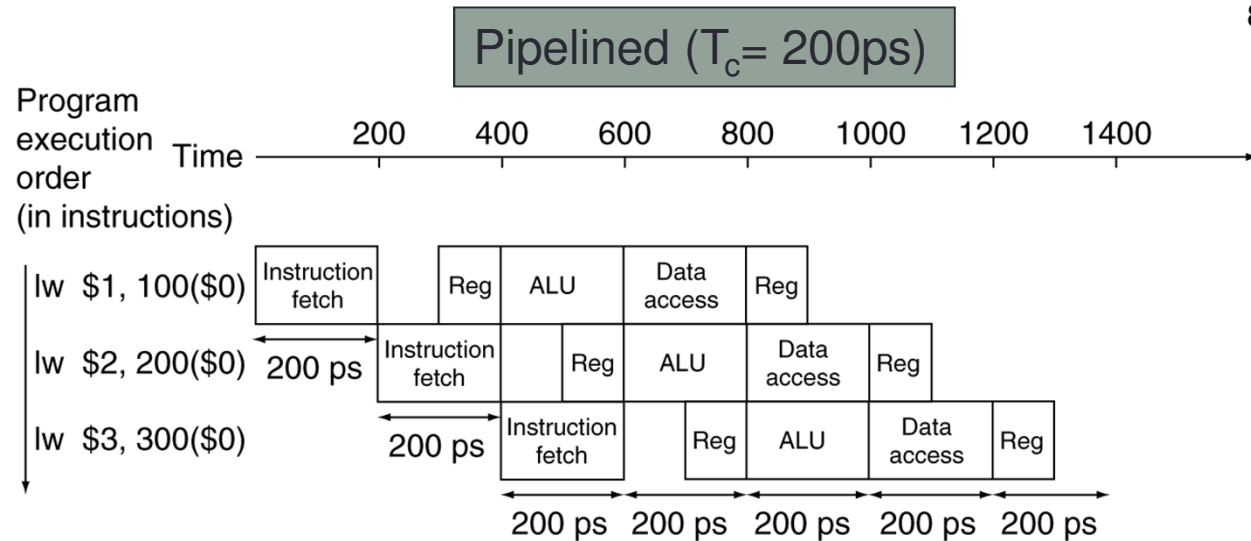 8
Pipelined (Tc= 200ps)
Program
execution
order
(in instructions)
Time
200 400 600 800 1000 1200 1400
lw $1, 100($0)
Instruction
fetch
Reg
ALU
Data
access
Reg
200 ps
lw $2, 200($0)
Instruction
fetch
Reg
ALU
Data
access
Reg
200 ps
lw $3, 300($0)
Instruction
fetch
Reg
ALU
Data
access
Reg
200 ps 200 ps 200 ps 200 ps 200 ps